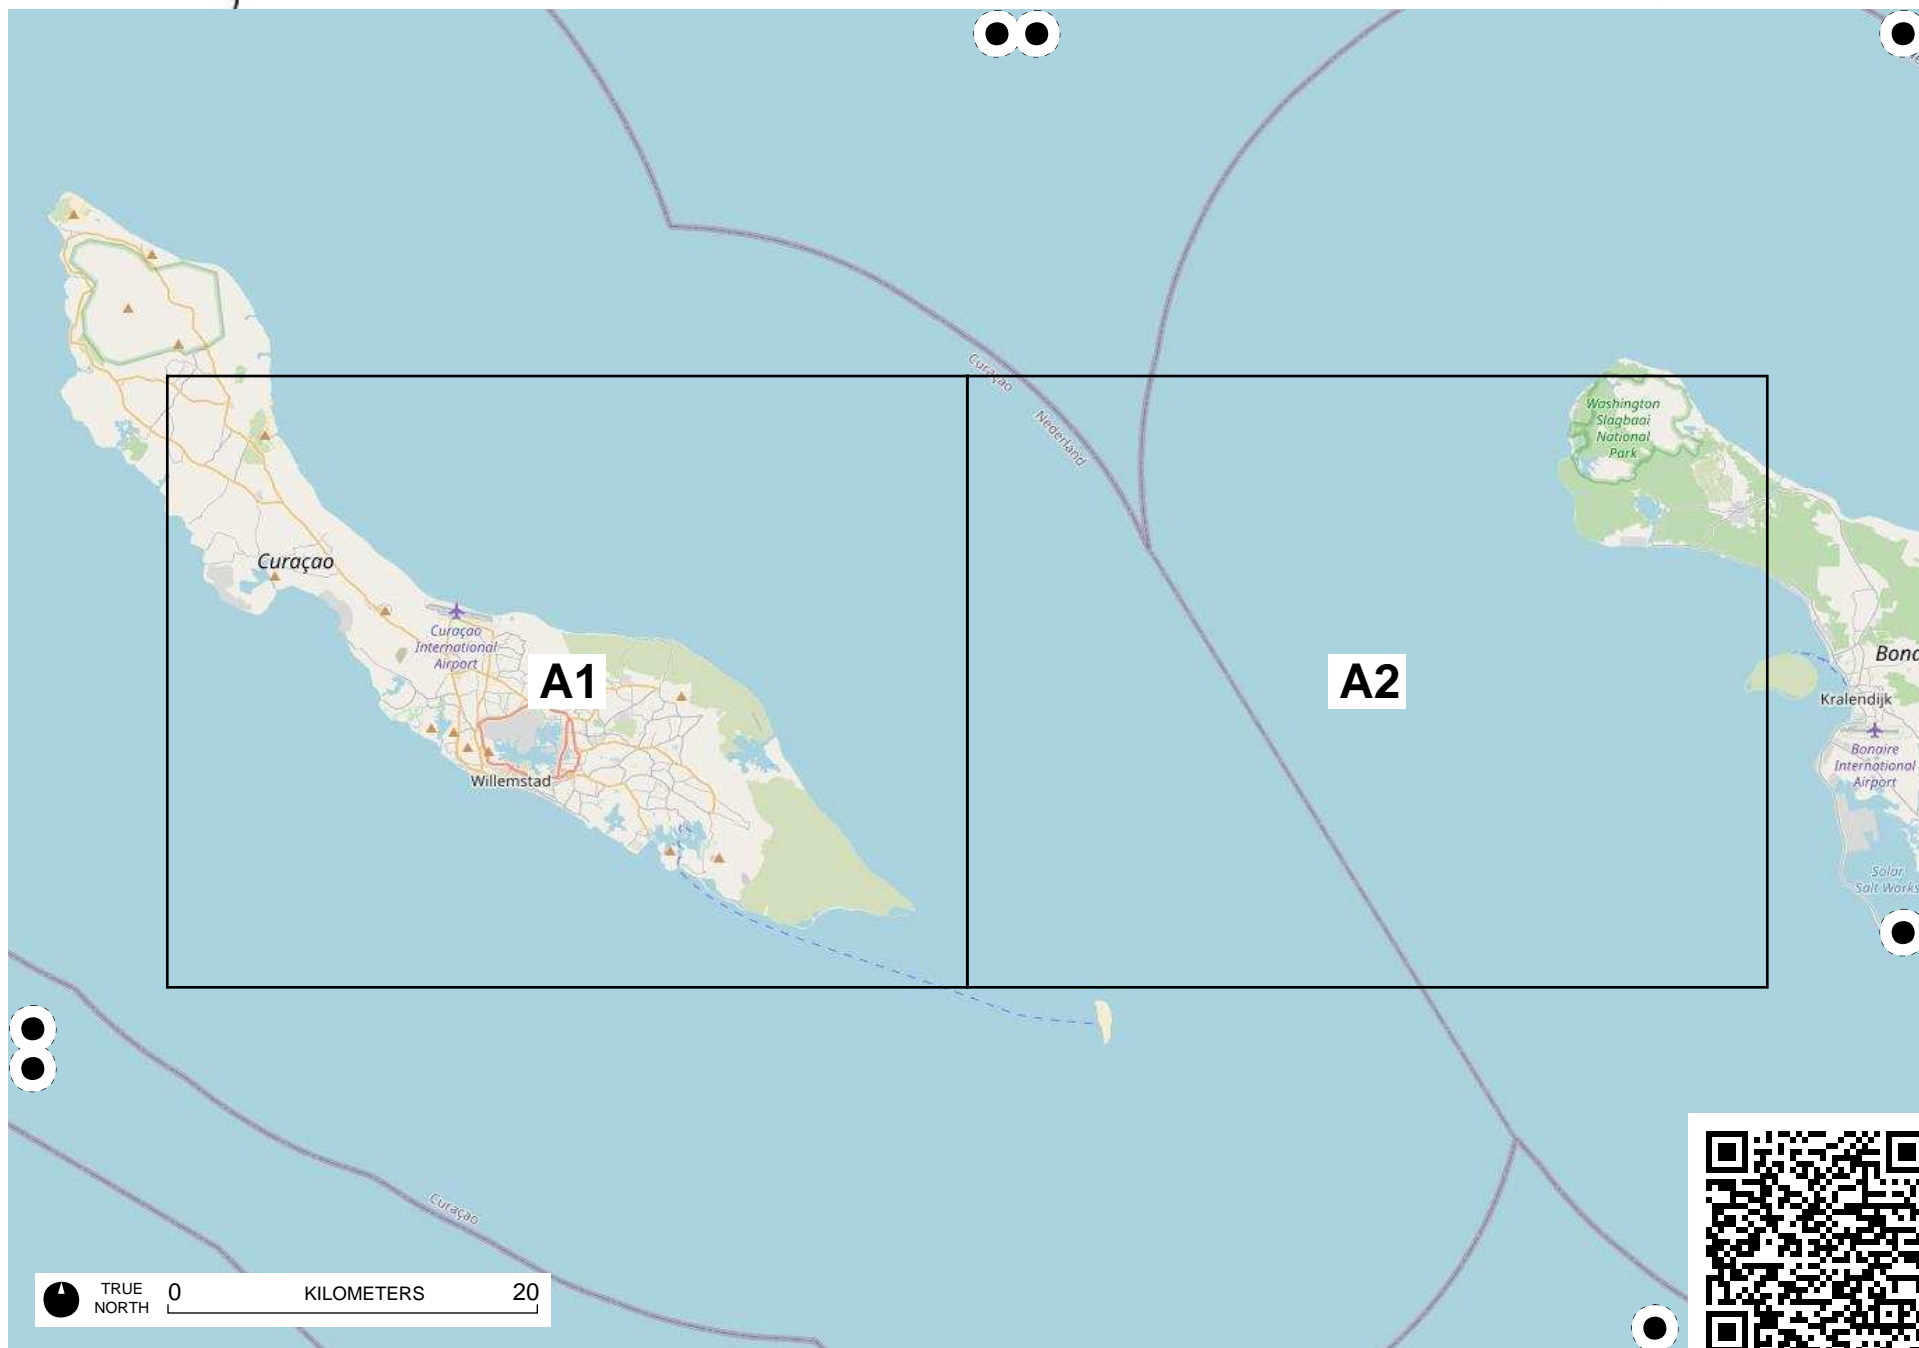 Curaçao
Nederland
Washington
Slagbaai
National
Park
Curaçao
Curaçao
International
Airport
A1
A2
Willemstad
Kralendijk
Bonaire
International
Airport
Solar
Salt Works
Curaçao
TRUE
NORTH
0
KILOMETERS
20